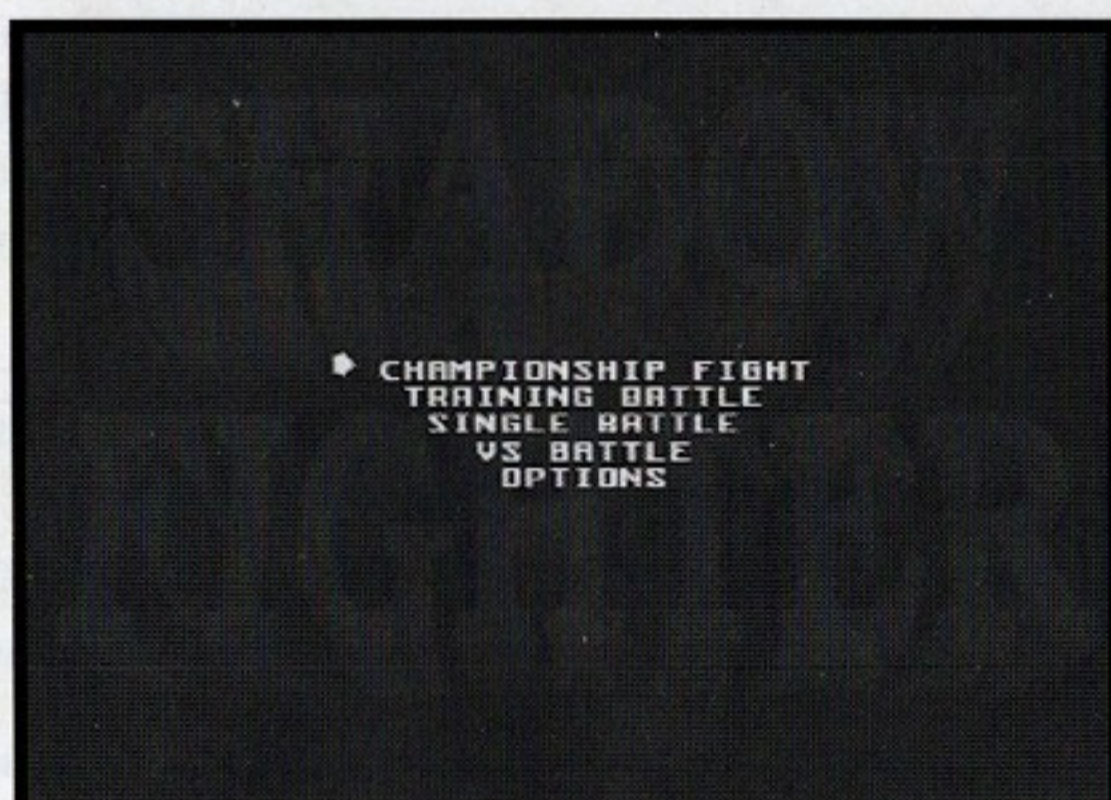 CHAMPIONSHIP FIGHT
TRAINING BATTLE
SINGLE BATTLE
VS BATTLE
OPTIONS